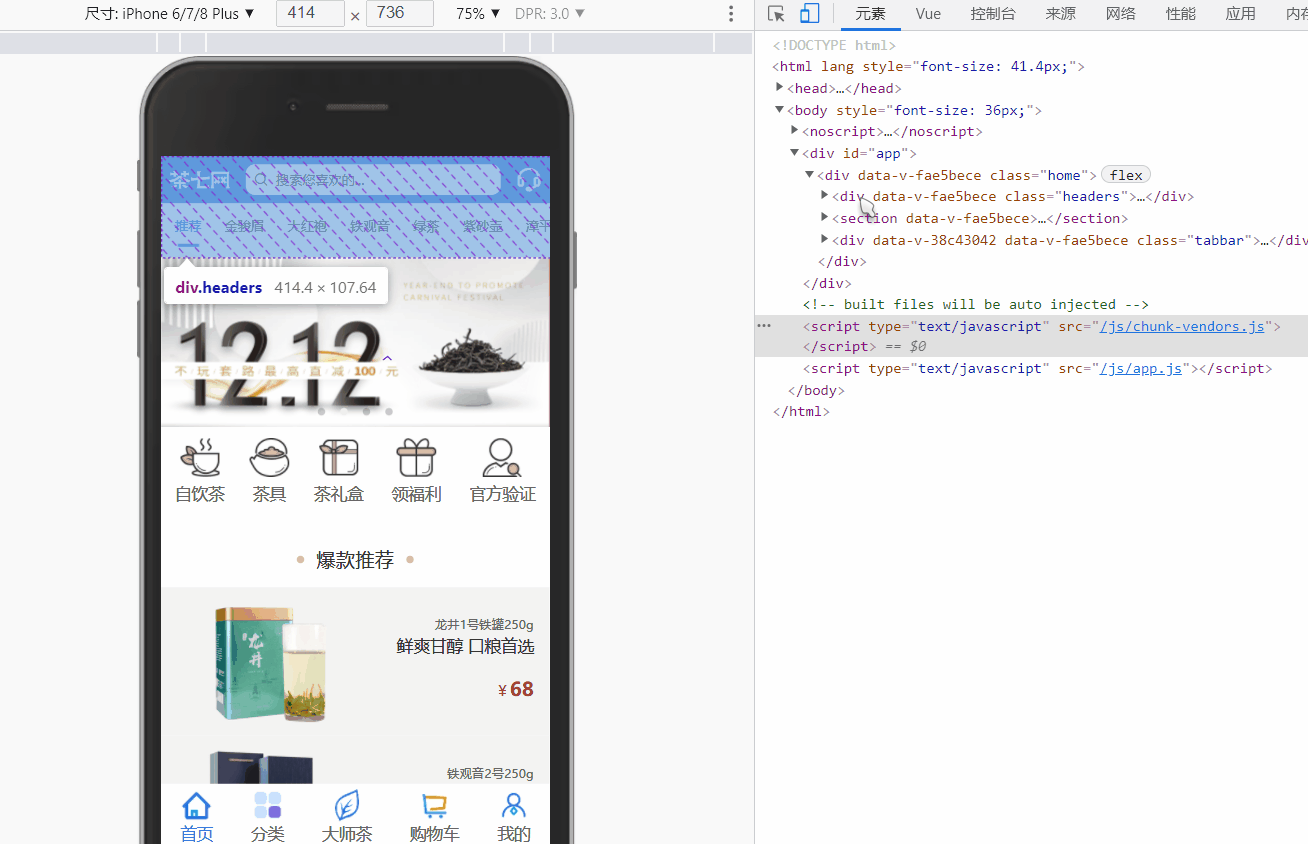 尺寸: iPhone 6/7/8 Plus ▼ 414 × 736 75% ▼ DPR: 3.0 ▼
元素 Vue 控制台 来源 网络 性能 应用 内存
<!DOCTYPE html>
<html lang style="font-size: 41.4px;">
<head>…</head>
<body style="font-size: 36px;">
<noscript>…</noscript>
<div id="app">
<div data-v-fae5bece class="home"> flex
<div data-v-fae5bece class="headers">…</div>
<section data-v-fae5bece>…</section>
<div data-v-38c43042 data-v-fae5bece class="tabbar">…</div
</div>
</div>
<!-- built files will be auto injected -->
<script type="text/javascript" src="/js/chunk-vendors.js">
</script> == $0
<script type="text/javascript" src="/js/app.js"></script>
</body>
</html>
茶七网 搜索您喜欢的...
推荐 金骏眉 大红袍 铁观音 绿茶 紫砂壶 漳平
div.headers 414.4 × 107.64
YEAR-END TO PROMOTE
CARNIVAL FESTIVAL
12.12
不·玩·套·路·最·高·直·减·100·元
自饮茶 茶具 茶礼盒 领福利 官方验证
爆款推荐
龙井
龙井1号铁罐250g
鲜爽甘醇 口粮首选
¥68
铁观音2号250g
首页 分类 大师茶 购物车 我的